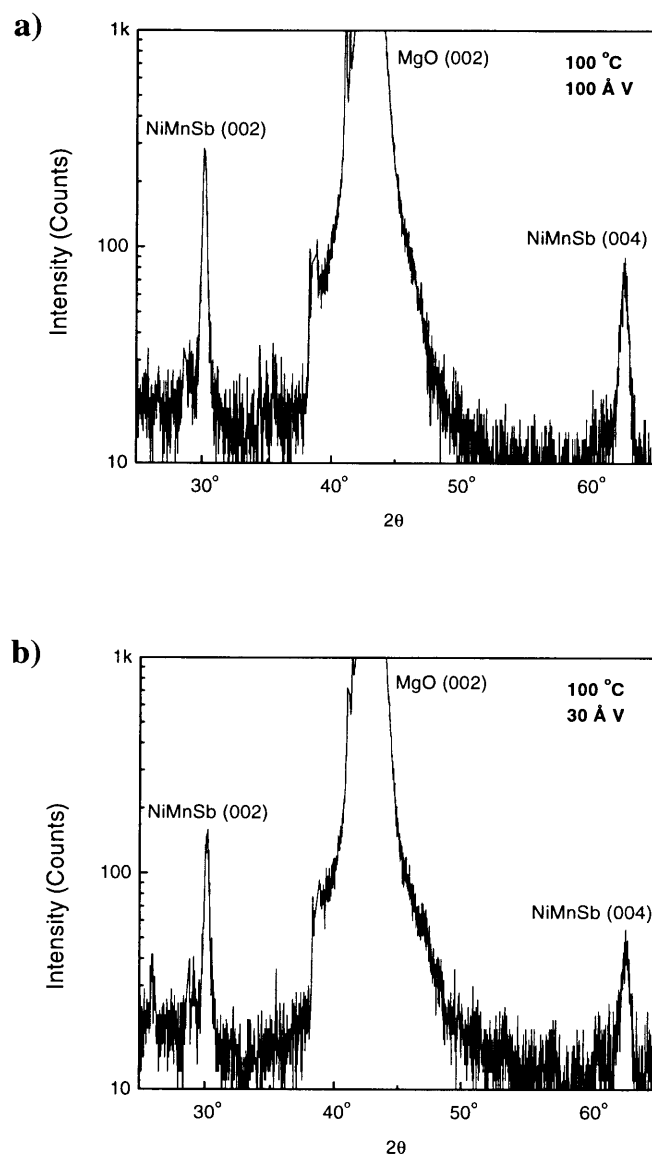 a)
1k
MgO (002)
100 °C
100 Å V
NiMnSb (002)
Intensity (Counts)
100
NiMnSb (004)
10
30°
40°
50°
60°
2θ
b)
1k
MgO (002)
100 °C
30 Å V
NiMnSb (002)
Intensity (Counts)
100
NiMnSb (004)
10
30°
40°
50°
60°
2θ